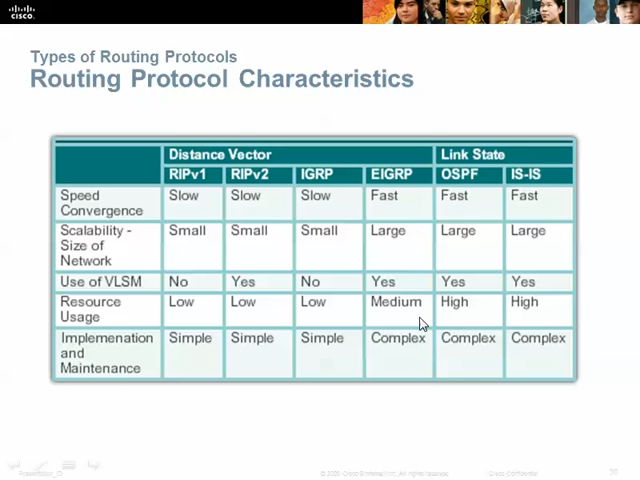 CISCO.
Types of Routing Protocols
Routing Protocol Characteristics
Distance Vector Link State
RIPv1 RIPv2 IGRP EIGRP OSPF IS-IS
Speed Convergence Slow Slow Slow Fast Fast Fast
Scalability - Size of Network Small Small Small Large Large Large
Use of VLSM No Yes No Yes Yes Yes
Resource Usage Low Low Low Medium High High
Implemenation and Maintenance Simple Simple Simple Complex Complex Complex
Presentation_ID Cisco Confidential